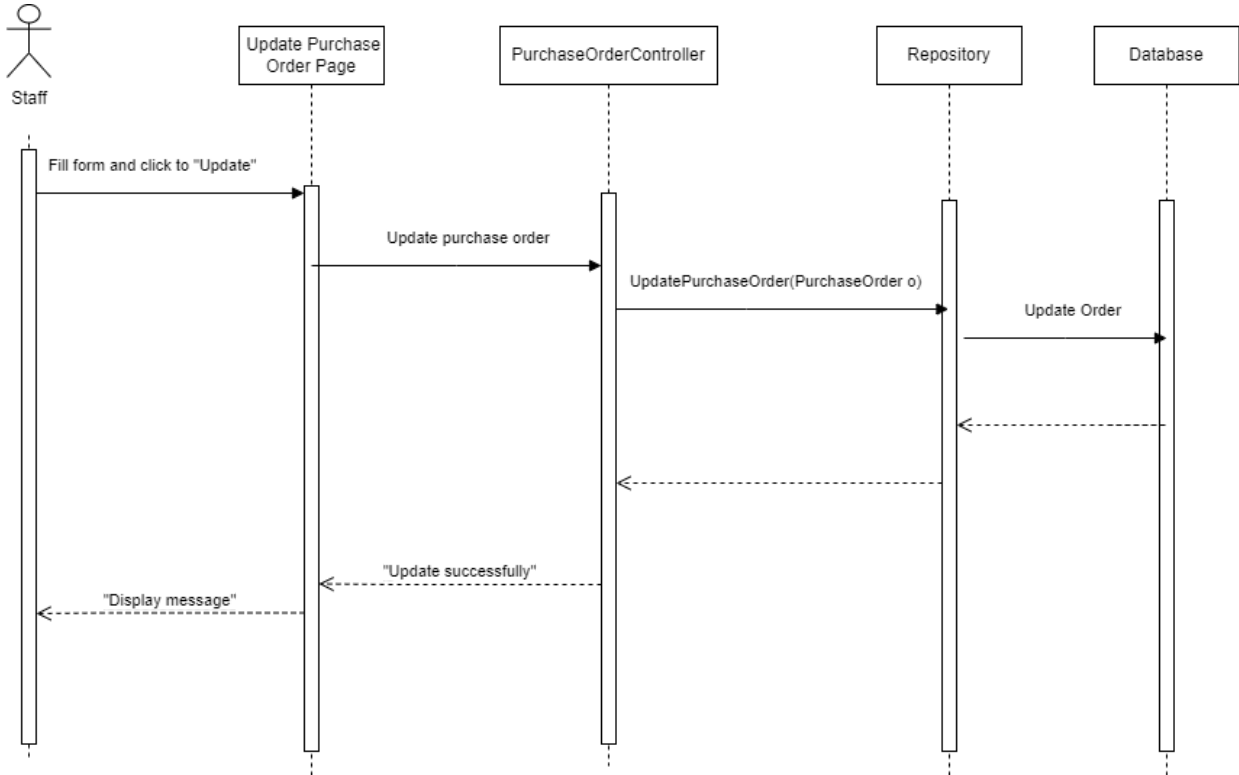 Staff
Update Purchase
Order Page
PurchaseOrderController
Repository
Database
Fill form and click to "Update"
Update purchase order
UpdatePurchaseOrder(PurchaseOrder o)
Update Order
"Update successfully"
"Display message"